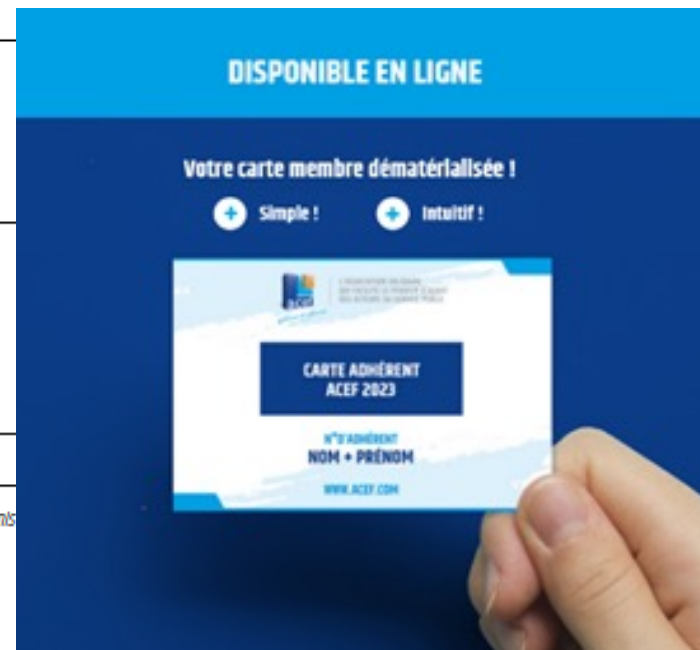 DISPONIBLE EN LIGNE
Votre carte membre dématérialisée !
+ Simple !
+ Intuitif !
acef
CARTE ADHÉRENT
ACEF 2023
N°D'ADHÉRENT
NOM + PRÉNOM
WWW.ACEF.COM